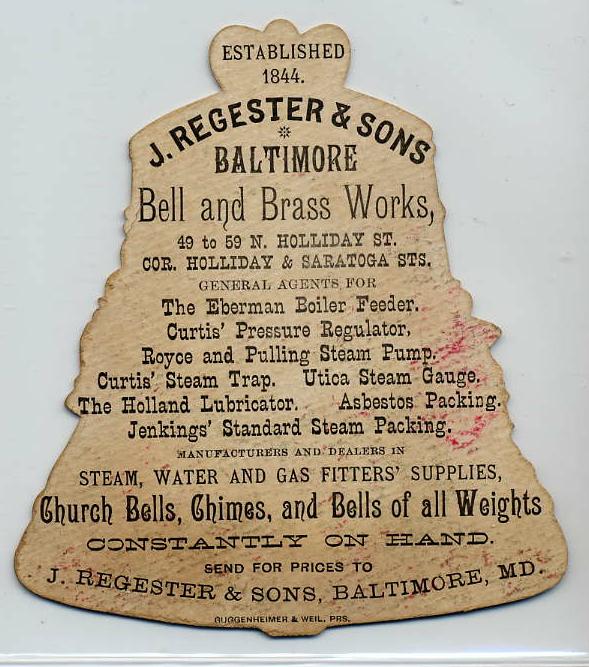 ESTABLISHED
1844.
J. REGESTER & SONS
BALTIMORE
Bell and Brass Works,
49 to 59 N. HOLLIDAY ST.
COR. HOLLIDAY & SARATOGA STS.
GENERAL AGENTS FOR
The Eberman Boiler Feeder.
Curtis' Pressure Regulator,
Royce and Pulling Steam Pump.
Curtis' Steam Trap. Utica Steam Gauge.
The Holland Lubricator. Asbestos Packing.
Jenkings' Standard Steam Packing.
MANUFACTURERS AND DEALERS IN
STEAM, WATER AND GAS FITTERS' SUPPLIES,
Church Bells, Chimes, and Bells of all Weights
CONSTANTLY ON HAND.
SEND FOR PRICES TO
J. REGESTER & SONS, BALTIMORE, MD.
GUGGENHEIMER & WEIL, PRS.